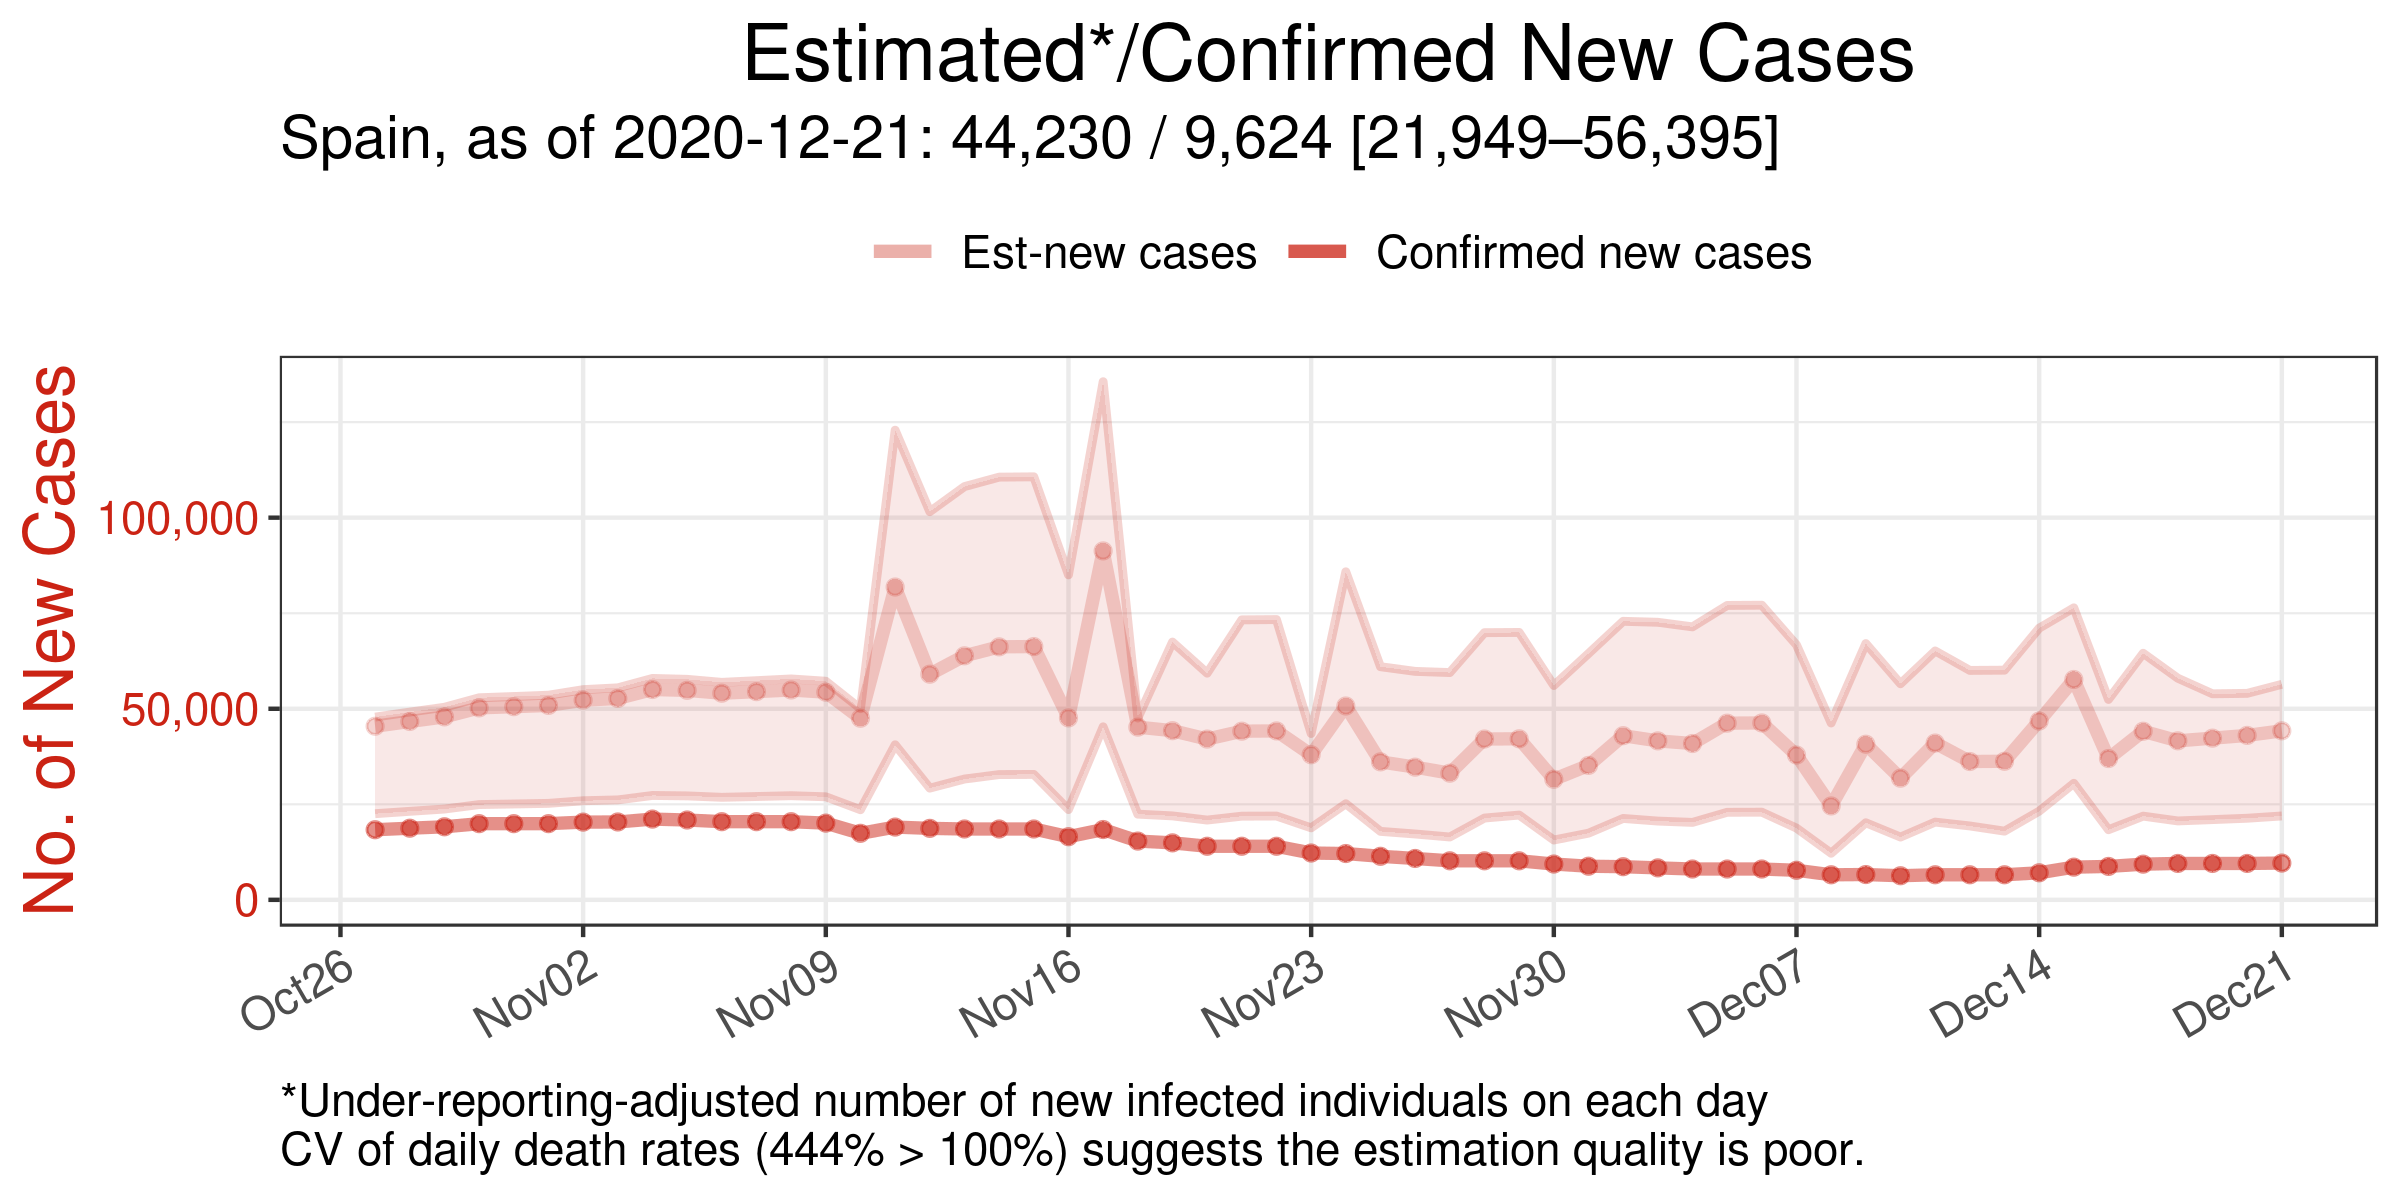 Estimated*/Confirmed New Cases
Spain, as of 2020-12-21: 44,230 / 9,624 [21,949–56,395]
Est-new cases
Confirmed new cases
No. of New Cases
100,000
50,000
0
Oct26
Nov02
Nov09
Nov16
Nov23
Nov30
Dec07
Dec14
Dec21
*Under-reporting-adjusted number of new infected individuals on each day
CV of daily death rates (444% > 100%) suggests the estimation quality is poor.